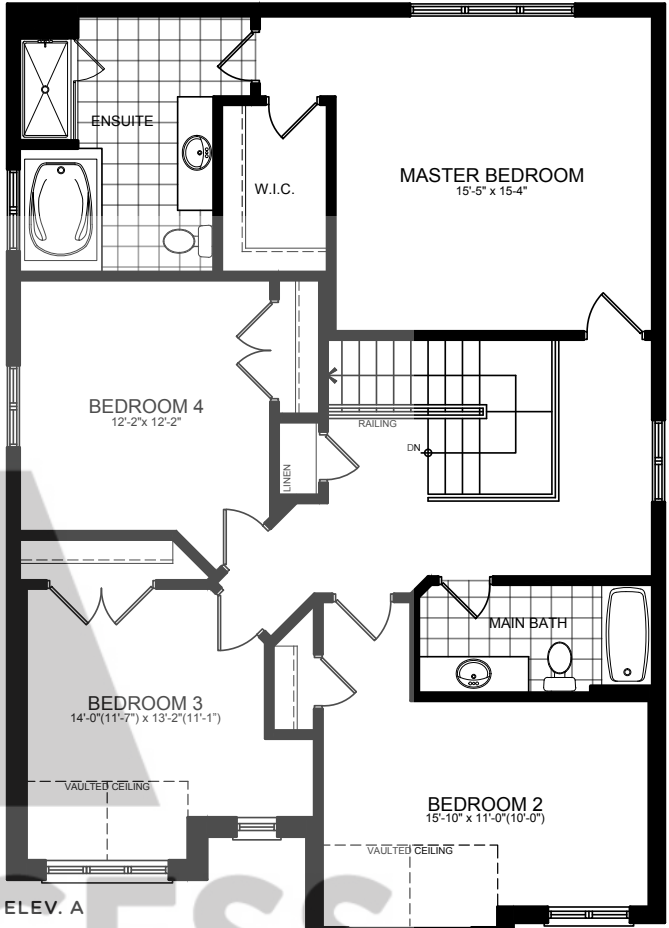 ENSUITE
W.I.C.
MASTER BEDROOM
15'-5" x 15-4"
BEDROOM 4
12'-2"x 12'-2"
RAILING
DN
LINEN
MAIN BATH
BEDROOM 3
14'-0"(11'-7") x 13'-2"(11'-1")
VAULTED CEILING
BEDROOM 2
15'-10" x 11'-0"(10'-0")
VAULTED CEILING
ELEV. A
CESS